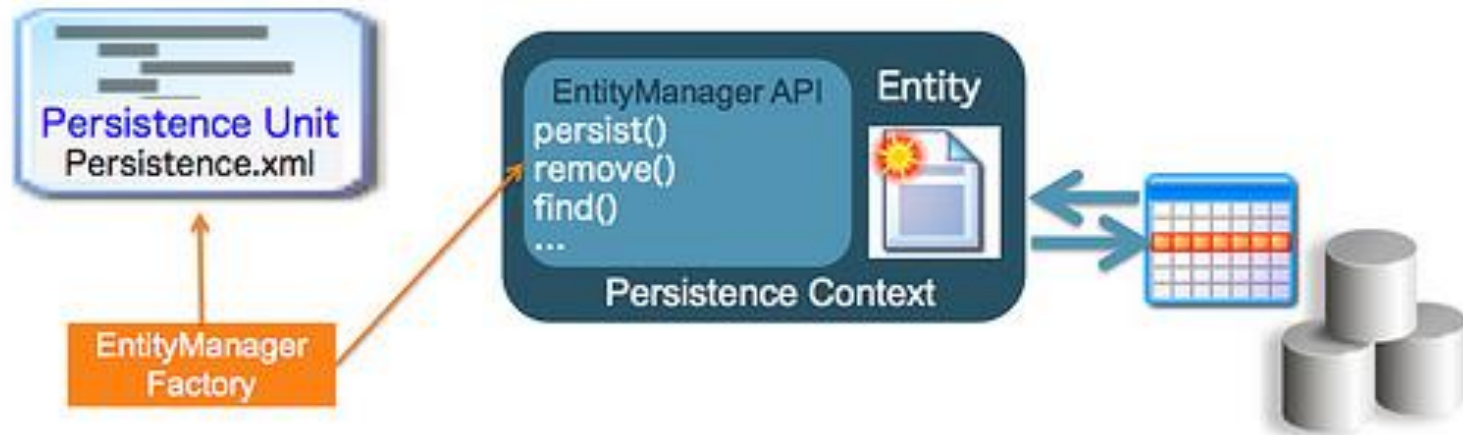 Persistence Unit
Persistence.xml
EntityManager
Factory
EntityManager API
persist()
remove()
find()
...
Entity
Persistence Context